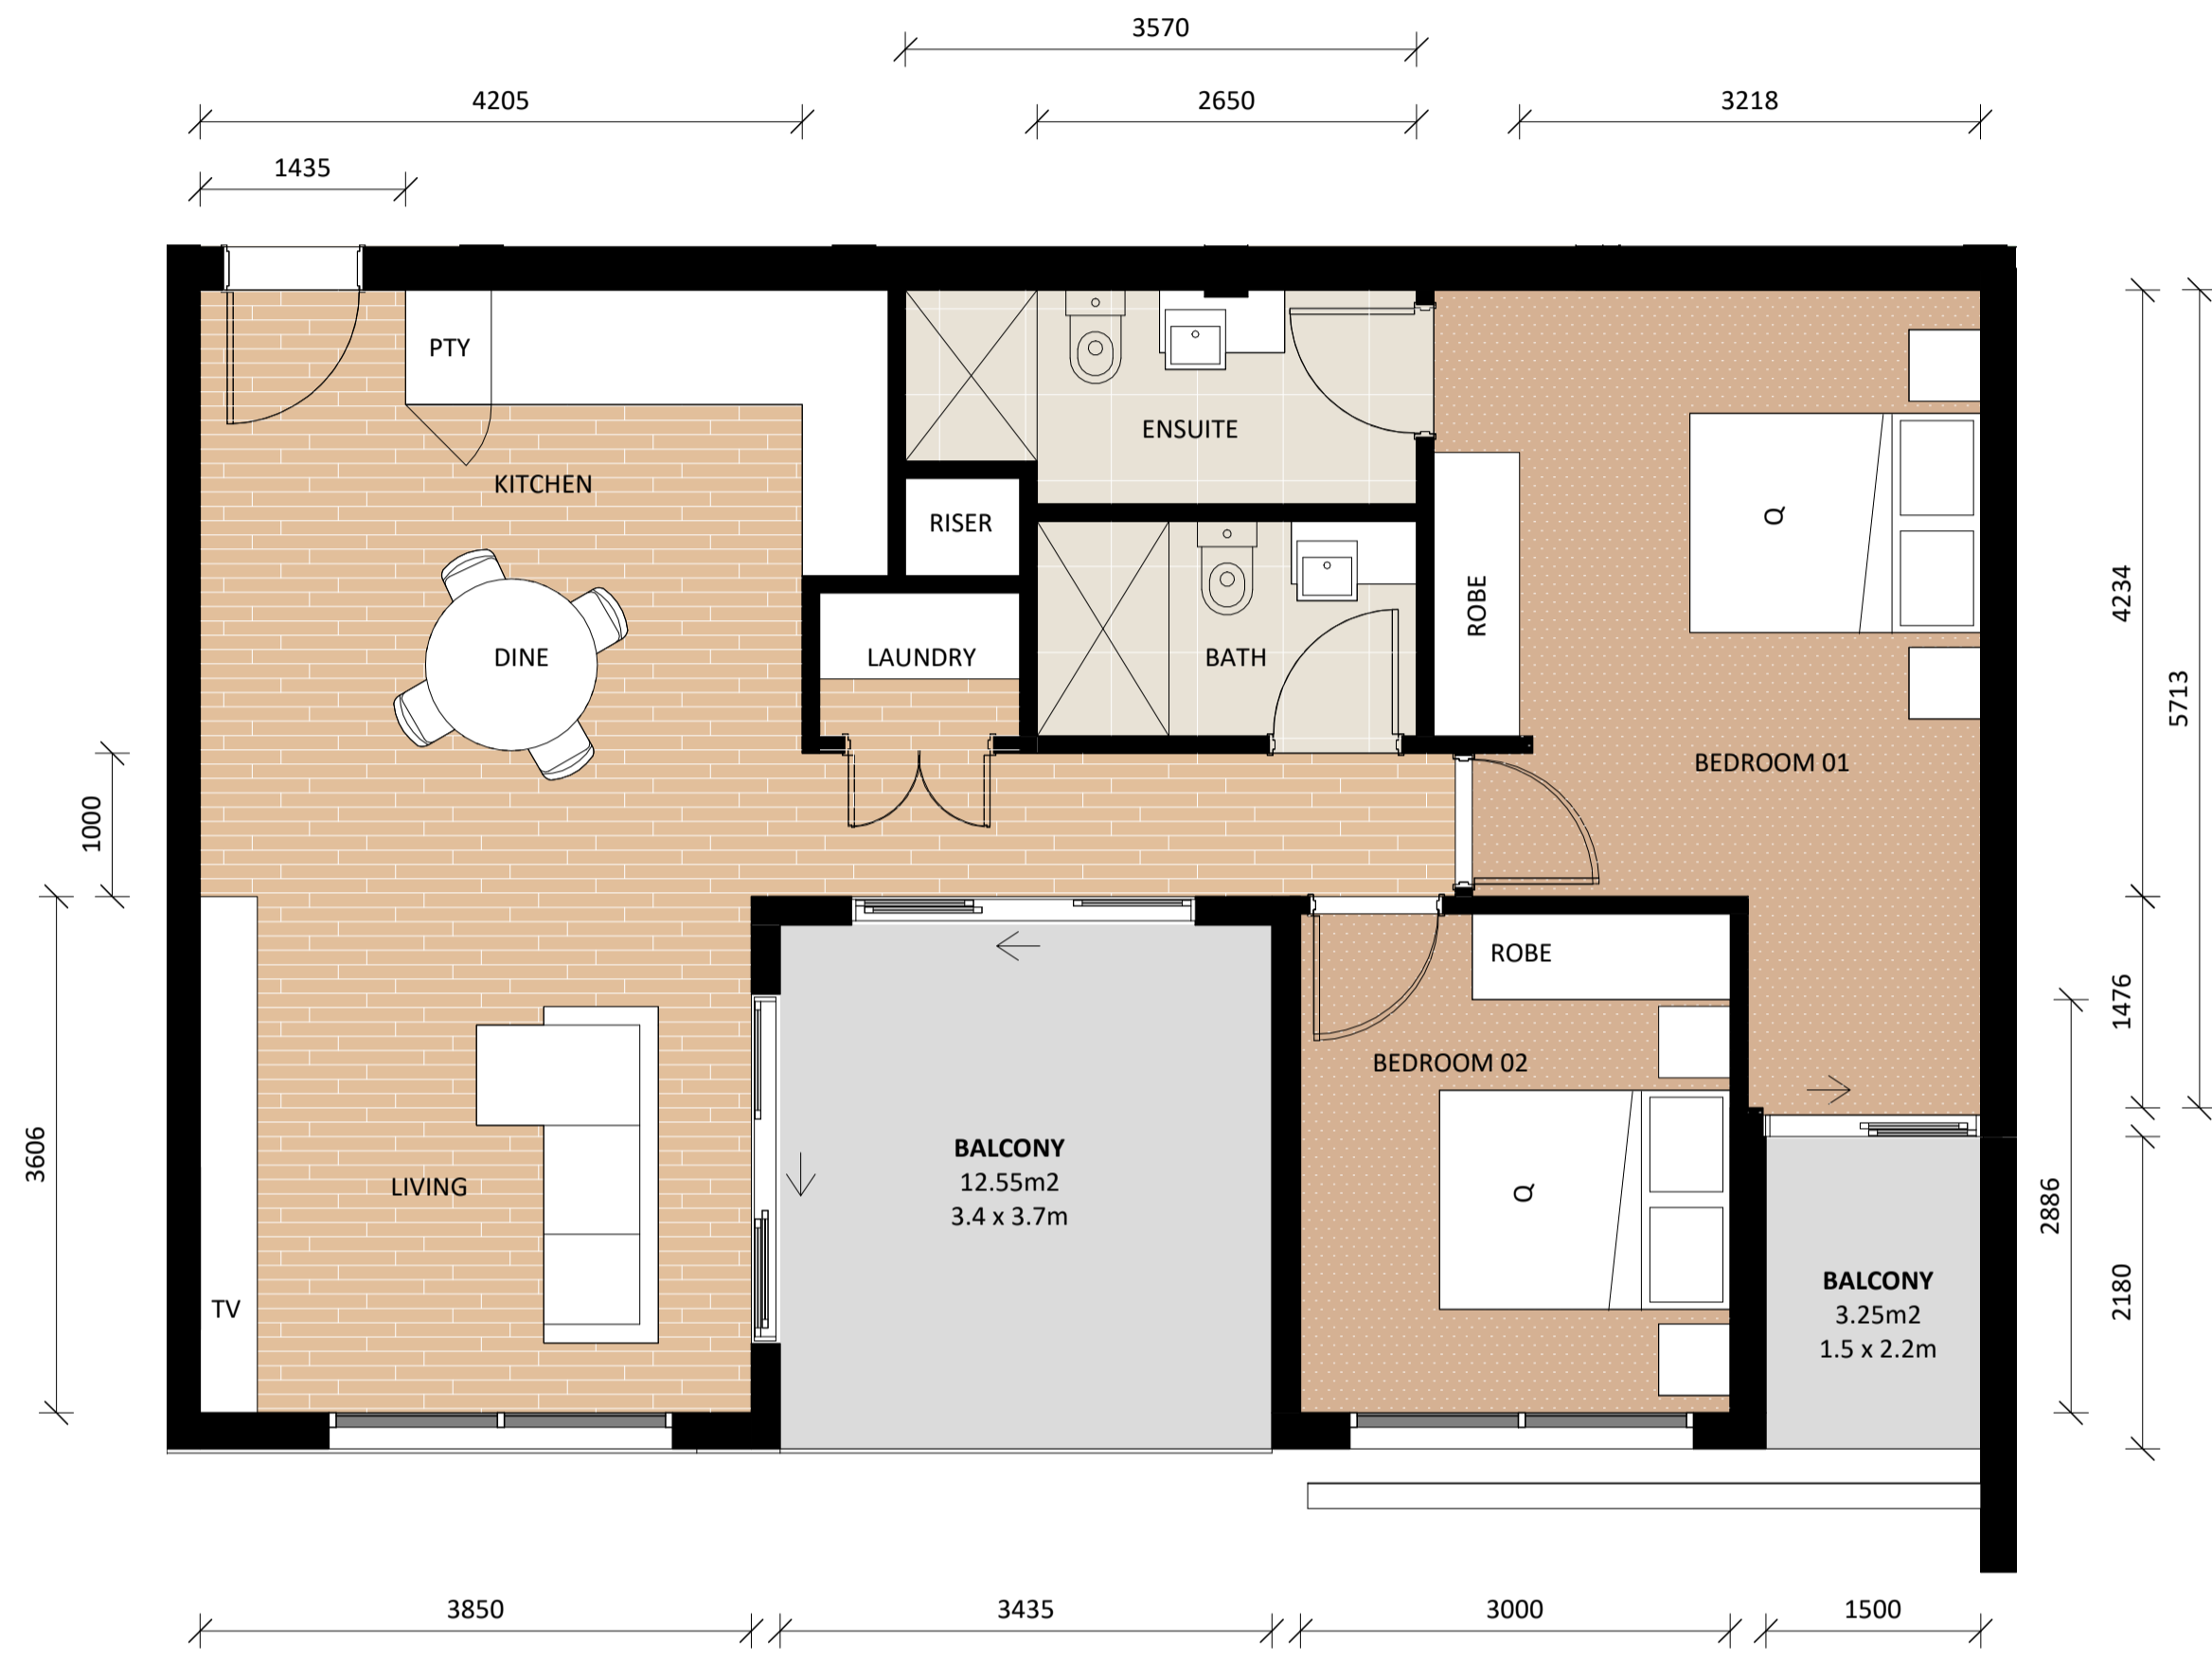 3570
4205
2650
3218
1435
PTY
KITCHEN
ENSUITE
RISER
Q
ROBE
DINE
LAUNDRY
BATH
BEDROOM 01
4234
5713
1000
ROBE
BEDROOM 02
1476
3606
LIVING
BALCONY
12.55m2
3.4 x 3.7m
Q
2886
TV
BALCONY
3.25m2
1.5 x 2.2m
2180
3850
3435
3000
1500